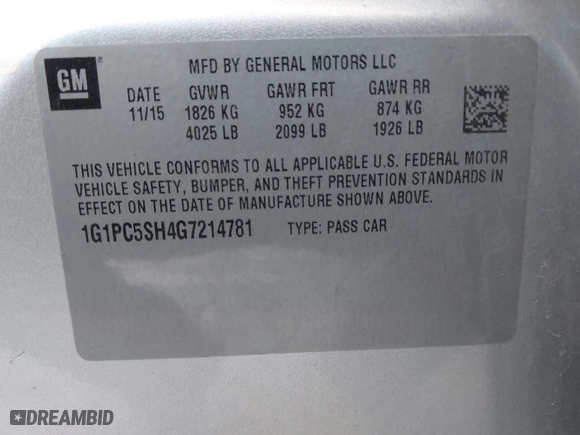 GM
MFD BY GENERAL MOTORS LLC
DATE GVWR GAWR FRT GAWR RR
11/15 1826 KG 952 KG 874 KG
4025 LB 2099 LB 1926 LB
THIS VEHICLE CONFORMS TO ALL APPLICABLE U.S. FEDERAL MOTOR
VEHICLE SAFETY, BUMPER, AND THEFT PREVENTION STANDARDS IN
EFFECT ON THE DATE OF MANUFACTURE SHOWN ABOVE.
1G1PC5SH4G7214781 TYPE: PASS CAR
DREAMBID